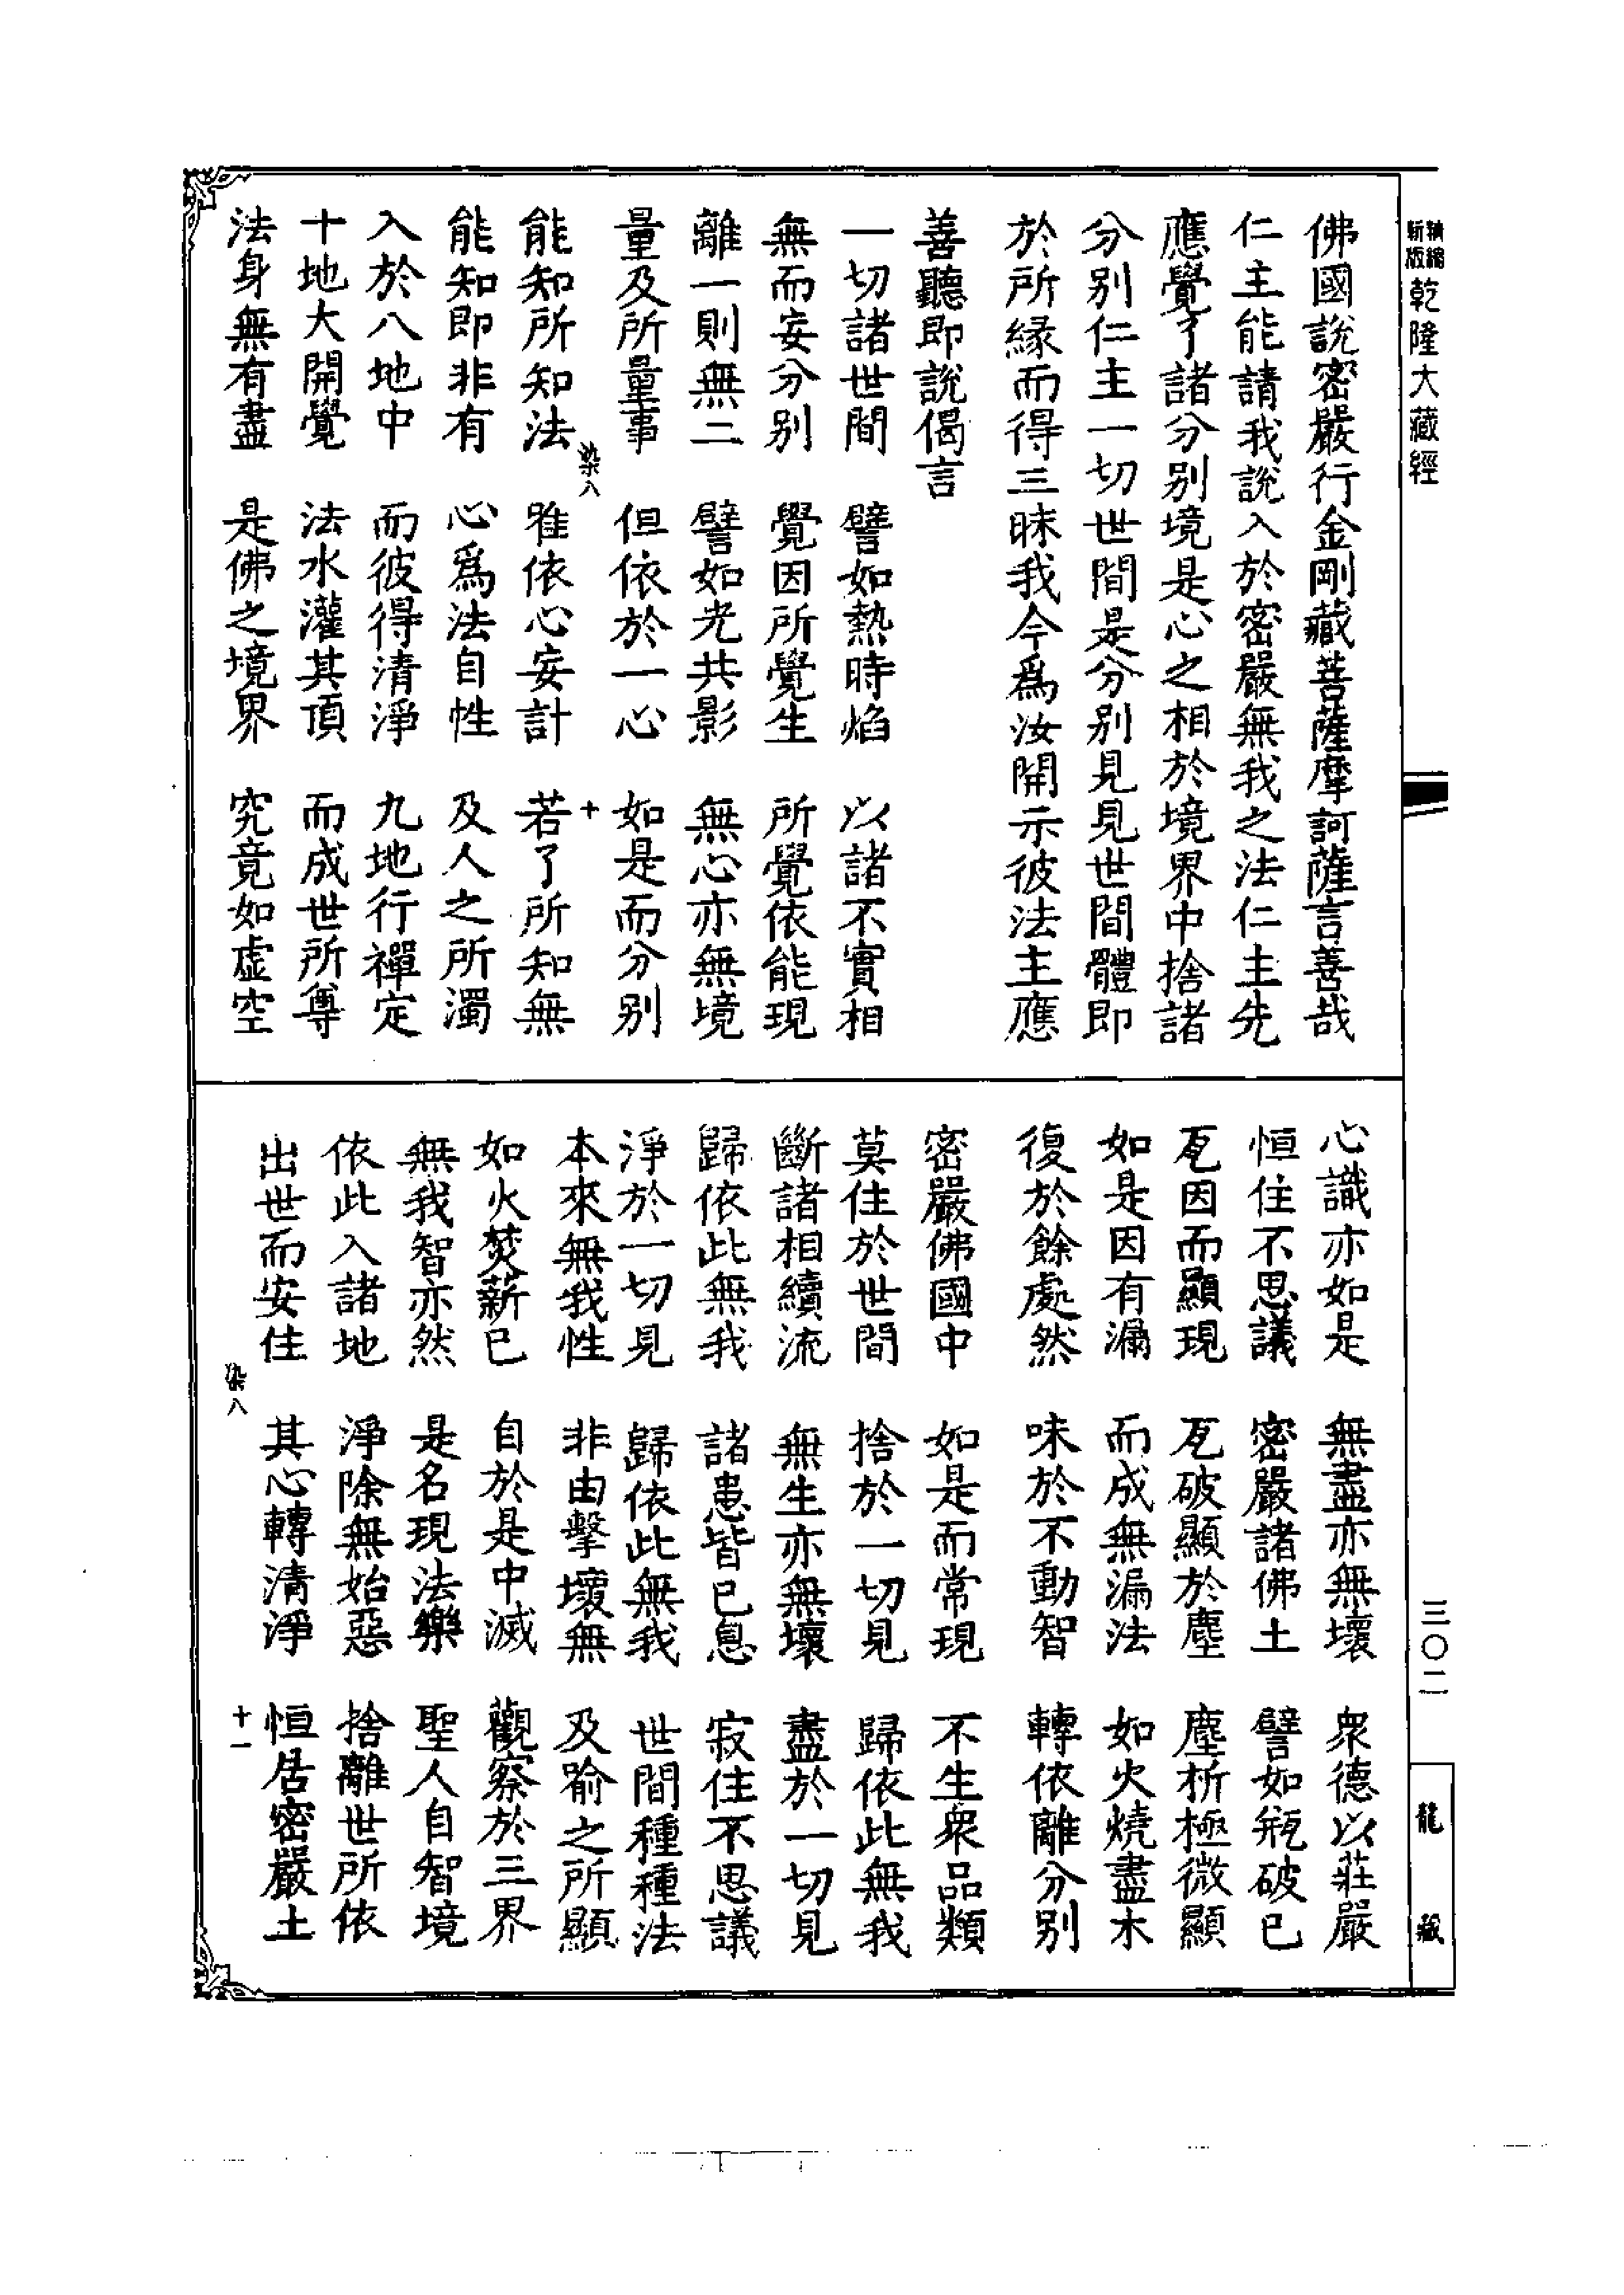 精縮新版乾隆大藏經
佛國說密嚴行金剛藏菩薩摩訶薩言善哉
仁主能請我說入於密嚴無我之法仁主先
應覺了諸分別境是心之相於境界中捨諸
分別仁主一切世間是分別見見世間體即
於所緣而得三昧我今爲汝開示彼法主應
善聽即說偈言
一切諸世間 譬如熱時焰 以諸不實相
無而妄分別 覺因所覺生 所覺依能現
離一則無二 譬如光共影 無心亦無境
量及所量事 但依於一心 如是而分別
染八 十
能知所知法 唯依心妄計 若了所知無
能知即非有 心爲法自性 及人之所濁
入於八地中 而彼得清淨 九地行禪定
十地大開覺 法水灌其頂 而成世所尊
法身無有盡 是佛之境界 究竟如虛空
心識亦如是 無盡亦無壞 衆德以莊嚴
恒住不思議 密嚴諸佛土 譬如瓶破已
瓦因而顯現 瓦破顯於塵 塵析極微顯
如是因有漏 而成無漏法 如火燒盡木
復於餘處然 味於不動智 轉依離分別
密嚴佛國中 如是而常現 不生衆品類
莫住於世間 捨於一切見 歸依此無我
斷諸相續流 無生亦無壞 盡於一切見
歸依此無我 諸患皆已息 寂住不思議
淨於一切見 歸依此無我 世間種種法
本來無我性 非由擊壞無 及喻之所顯
如火焚薪已 自於是中滅 觀察於三界
無我智亦然 是名現法樂 聖人自智境
依此入諸地 淨除無始惡 捨離世所依
出世而安住 其心轉清淨 恒居密嚴土
染八 十一
三〇二
龍藏